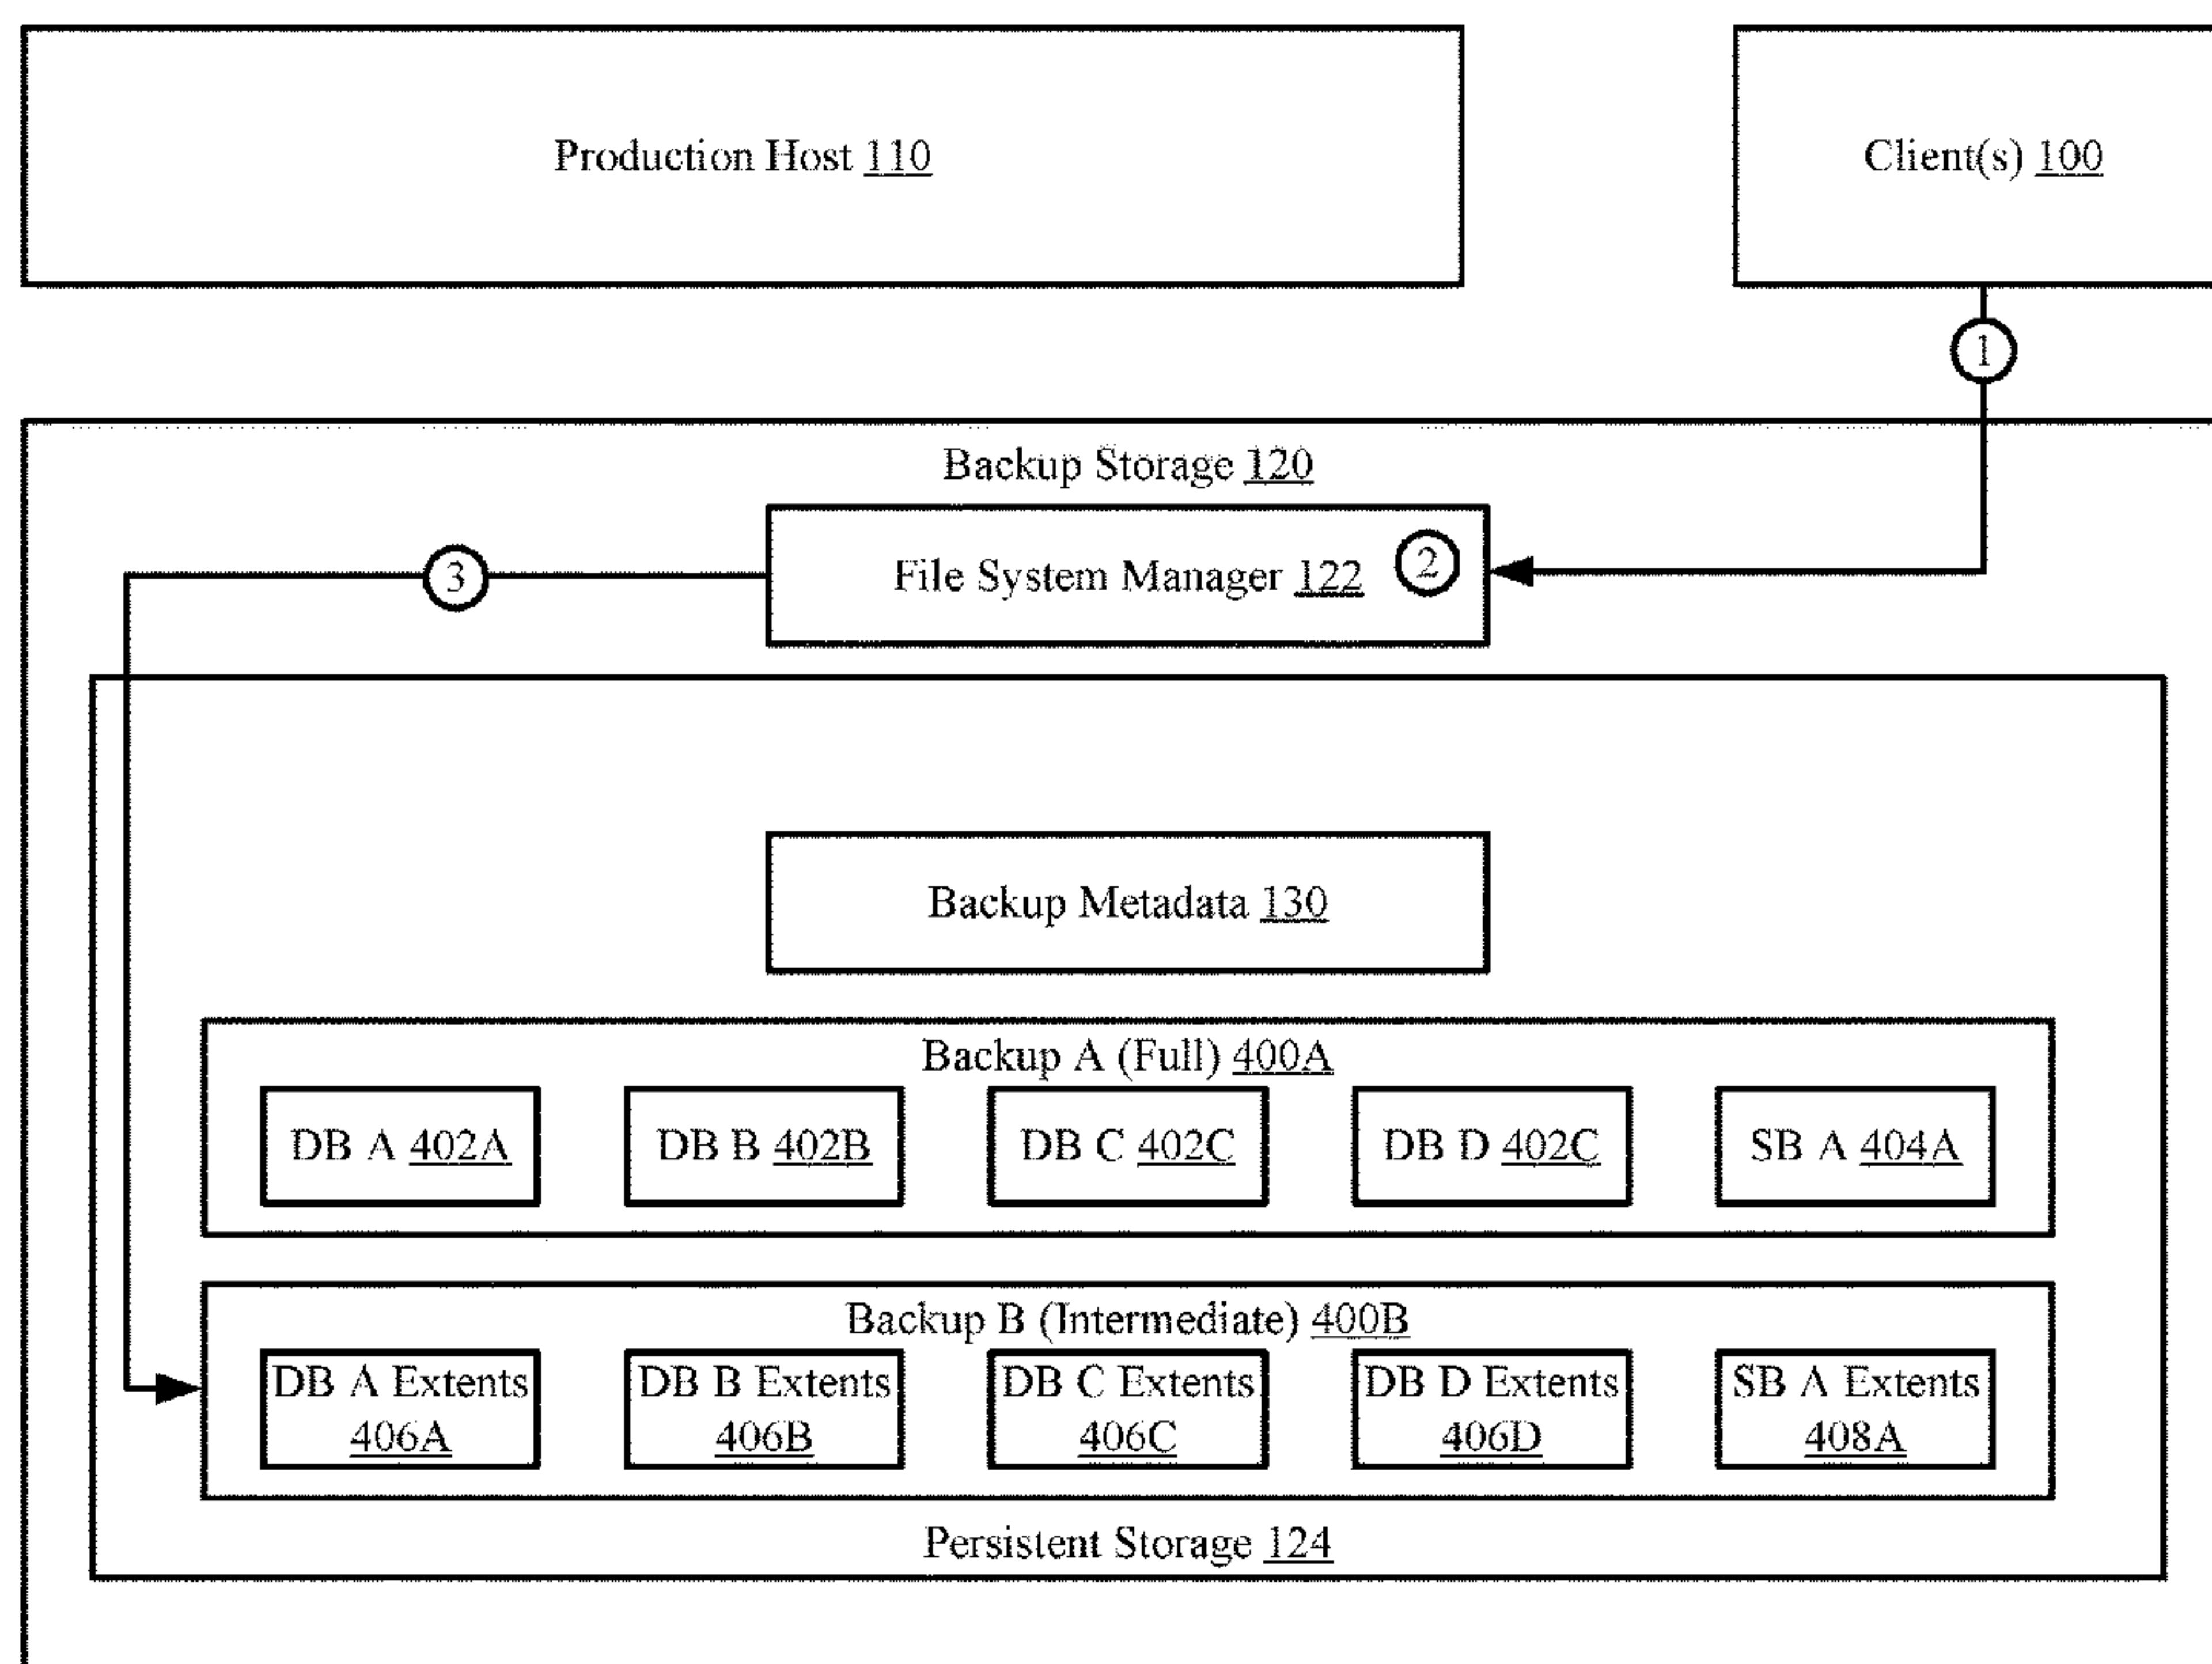 Production Host 110
Client(s) 100
1
Backup Storage 120
3
File System Manager 122
2
Backup Metadata 130
Backup A (Full) 400A
DB A 402A
DB B 402B
DB C 402C
DB D 402C
SB A 404A
Backup B (Intermediate) 400B
DB A Extents
406A
DB B Extents
406B
DB C Extents
406C
DB D Extents
406D
SB A Extents
408A
Persistent Storage 124